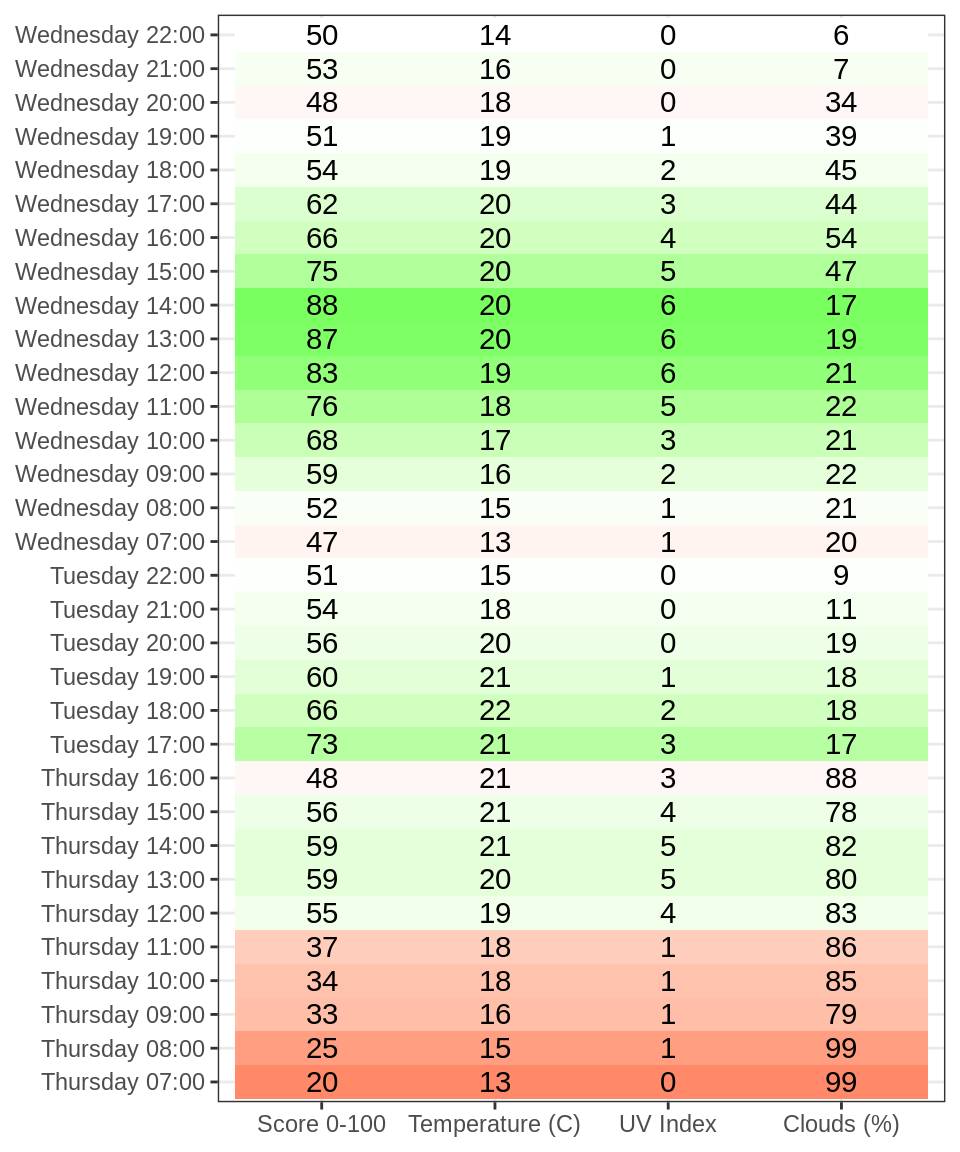 Wednesday 22:00 50 14 0 6
Wednesday 21:00 53 16 0 7
Wednesday 20:00 48 18 0 34
Wednesday 19:00 51 19 1 39
Wednesday 18:00 54 19 2 45
Wednesday 17:00 62 20 3 44
Wednesday 16:00 66 20 4 54
Wednesday 15:00 75 20 5 47
Wednesday 14:00 88 20 6 17
Wednesday 13:00 87 20 6 19
Wednesday 12:00 83 19 6 21
Wednesday 11:00 76 18 5 22
Wednesday 10:00 68 17 3 21
Wednesday 09:00 59 16 2 22
Wednesday 08:00 52 15 1 21
Wednesday 07:00 47 13 1 20
Tuesday 22:00 51 15 0 9
Tuesday 21:00 54 18 0 11
Tuesday 20:00 56 20 0 19
Tuesday 19:00 60 21 1 18
Tuesday 18:00 66 22 2 18
Tuesday 17:00 73 21 3 17
Thursday 16:00 48 21 3 88
Thursday 15:00 56 21 4 78
Thursday 14:00 59 21 5 82
Thursday 13:00 59 20 5 80
Thursday 12:00 55 19 4 83
Thursday 11:00 37 18 1 86
Thursday 10:00 34 18 1 85
Thursday 09:00 33 16 1 79
Thursday 08:00 25 15 1 99
Thursday 07:00 20 13 0 99
Score 0-100 Temperature (C) UV Index Clouds (%)